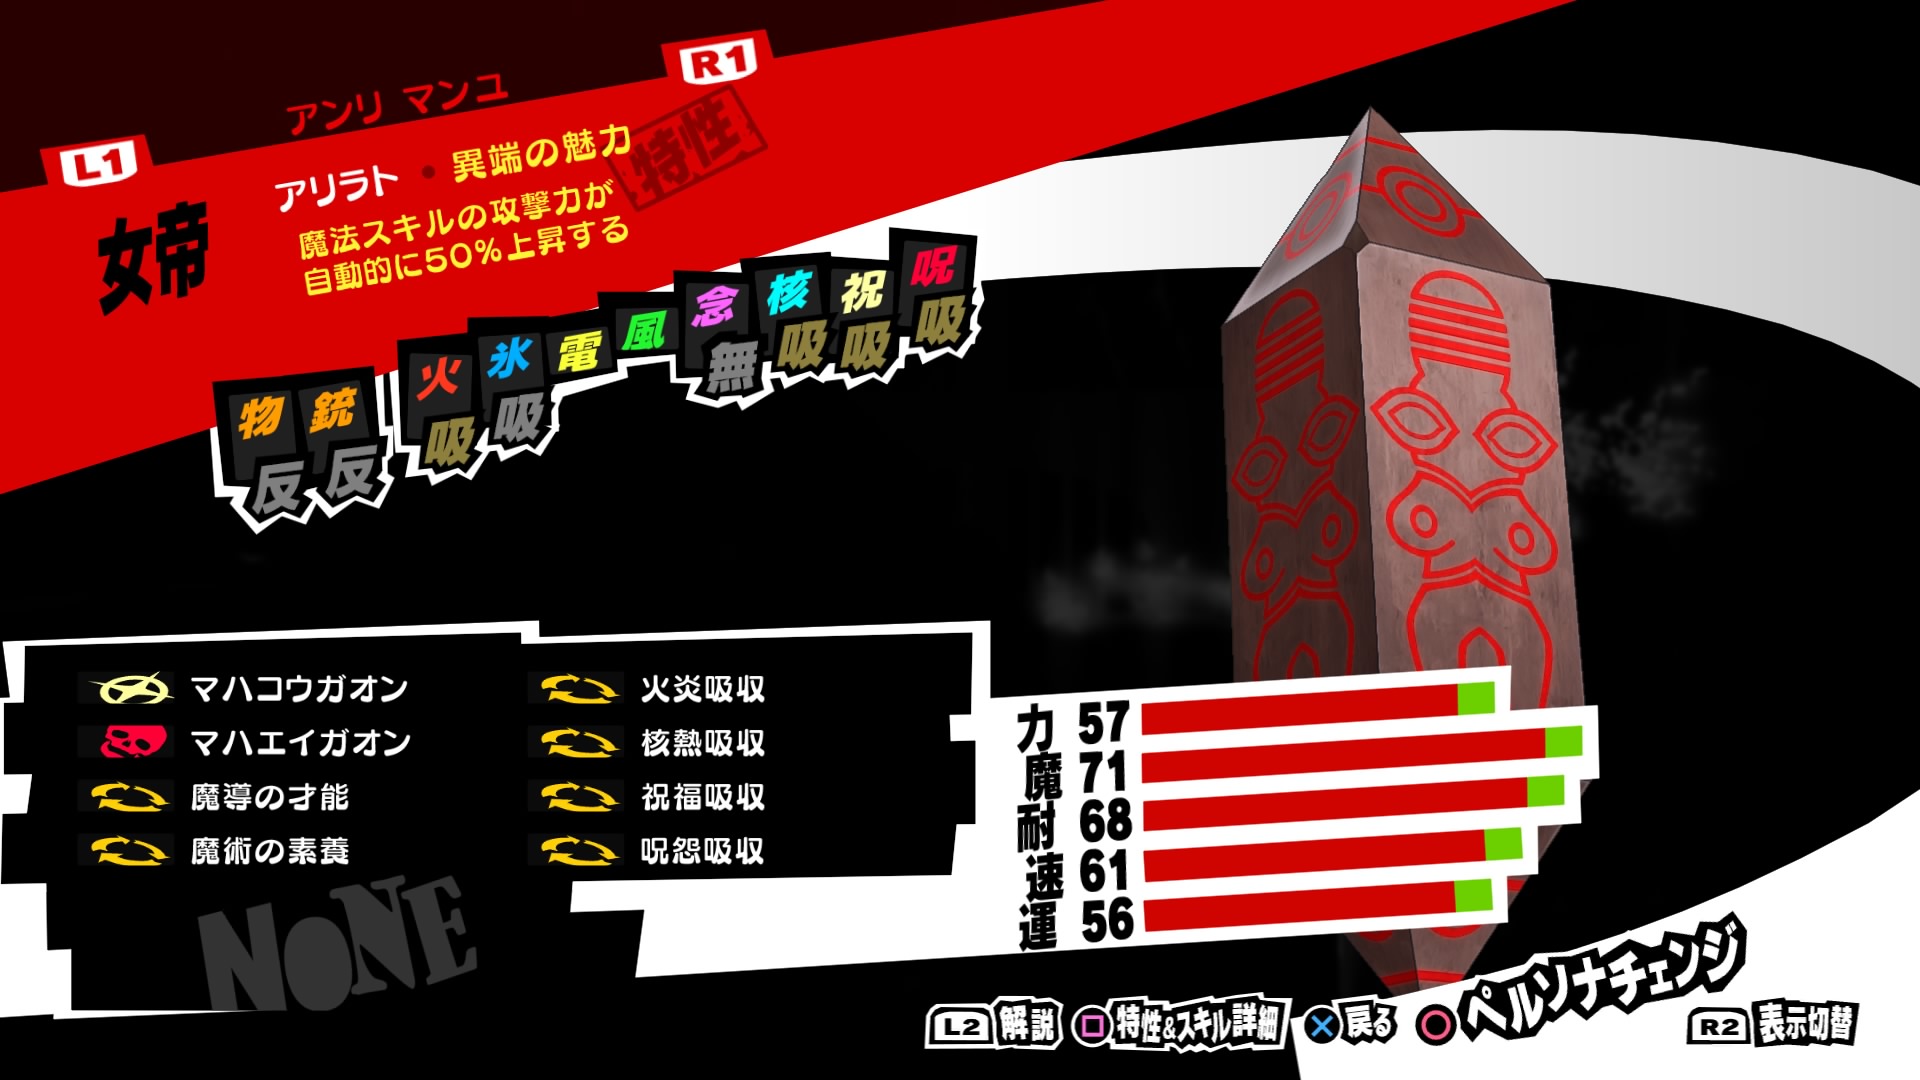 アンリ マンユ
R1
L1
女帝
アリラト・異端の魅力
特性
魔法スキルの攻撃力が
自動的に50%上昇する
物 銃 火 氷 電 風 念 核 祝 呪
反 反 吸 吸 無 吸 吸 吸
マハコウガオン 火炎吸収
マハエイガオン 核熱吸収
魔導の才能 祝福吸収
魔術の素養 呪怨吸収
NONE
力 57
魔 71
耐 68
速 61
運 56
ペルソナチェンジ
L2 解説 特性&スキル詳細 戻る R2 表示切替